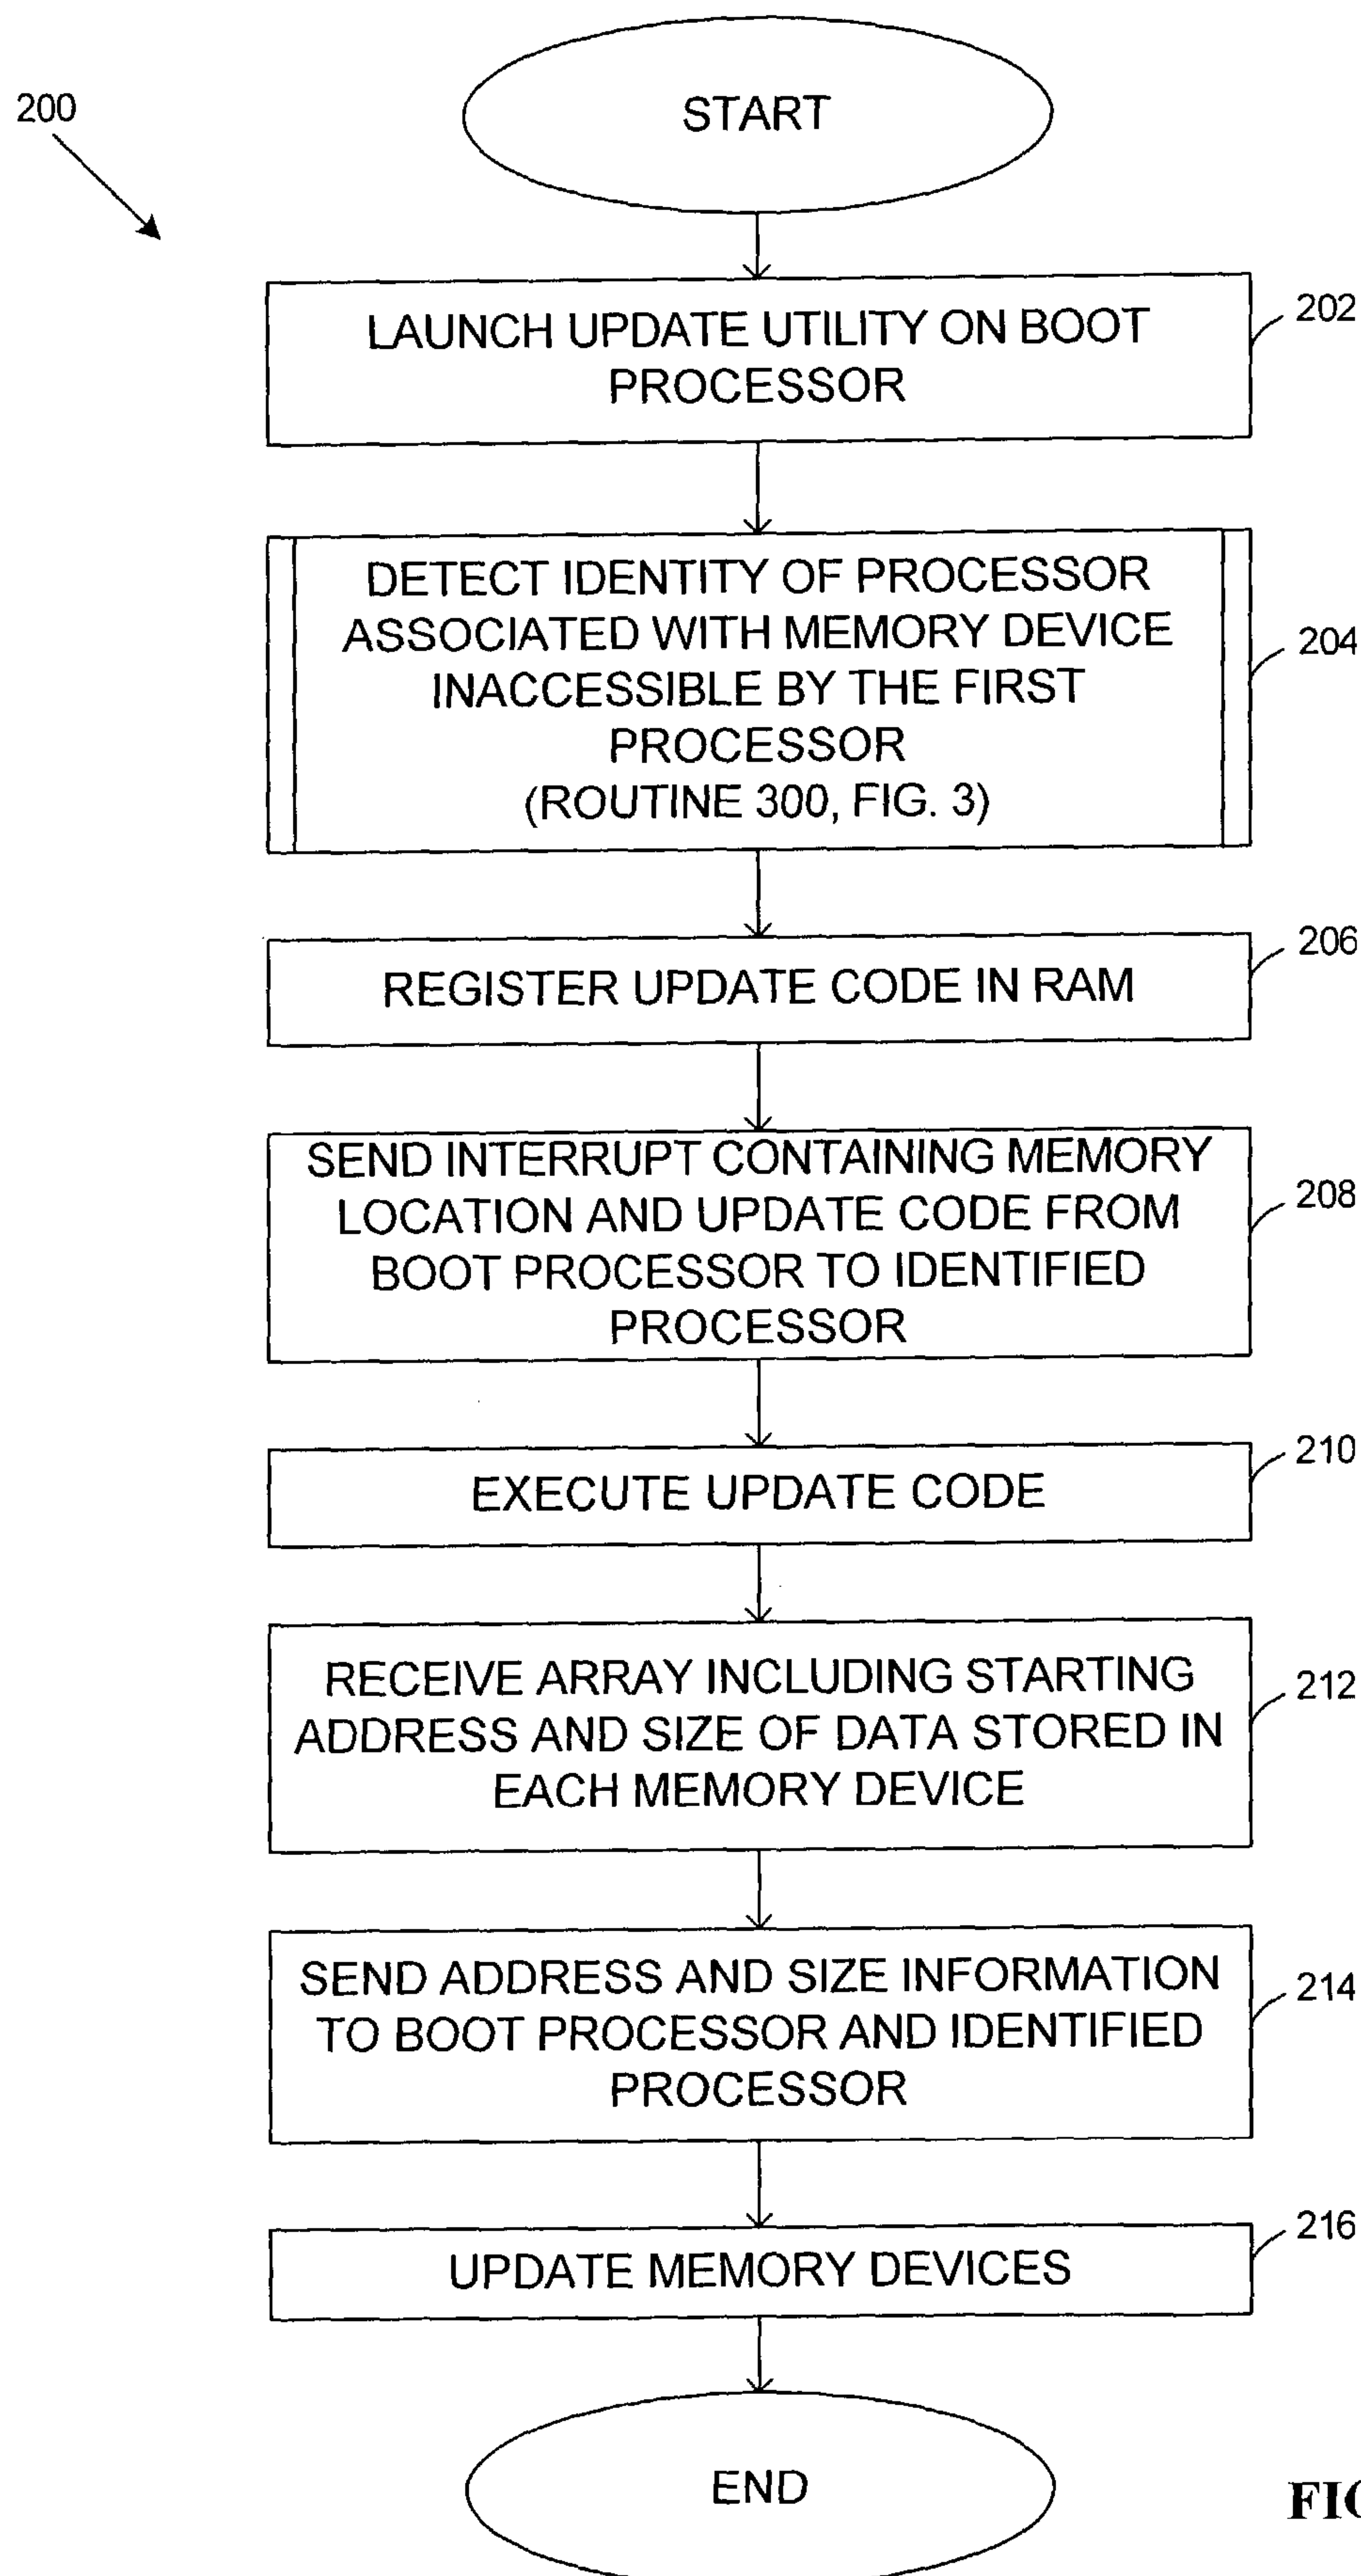 200
START
LAUNCH UPDATE UTILITY ON BOOT
PROCESSOR
202
DETECT IDENTITY OF PROCESSOR
ASSOCIATED WITH MEMORY DEVICE
INACCESSIBLE BY THE FIRST
PROCESSOR
(ROUTINE 300, FIG. 3)
204
REGISTER UPDATE CODE IN RAM
206
SEND INTERRUPT CONTAINING MEMORY
LOCATION AND UPDATE CODE FROM
BOOT PROCESSOR TO IDENTIFIED
PROCESSOR
208
EXECUTE UPDATE CODE
210
RECEIVE ARRAY INCLUDING STARTING
ADDRESS AND SIZE OF DATA STORED IN
EACH MEMORY DEVICE
212
SEND ADDRESS AND SIZE INFORMATION
TO BOOT PROCESSOR AND IDENTIFIED
PROCESSOR
214
UPDATE MEMORY DEVICES
216
END